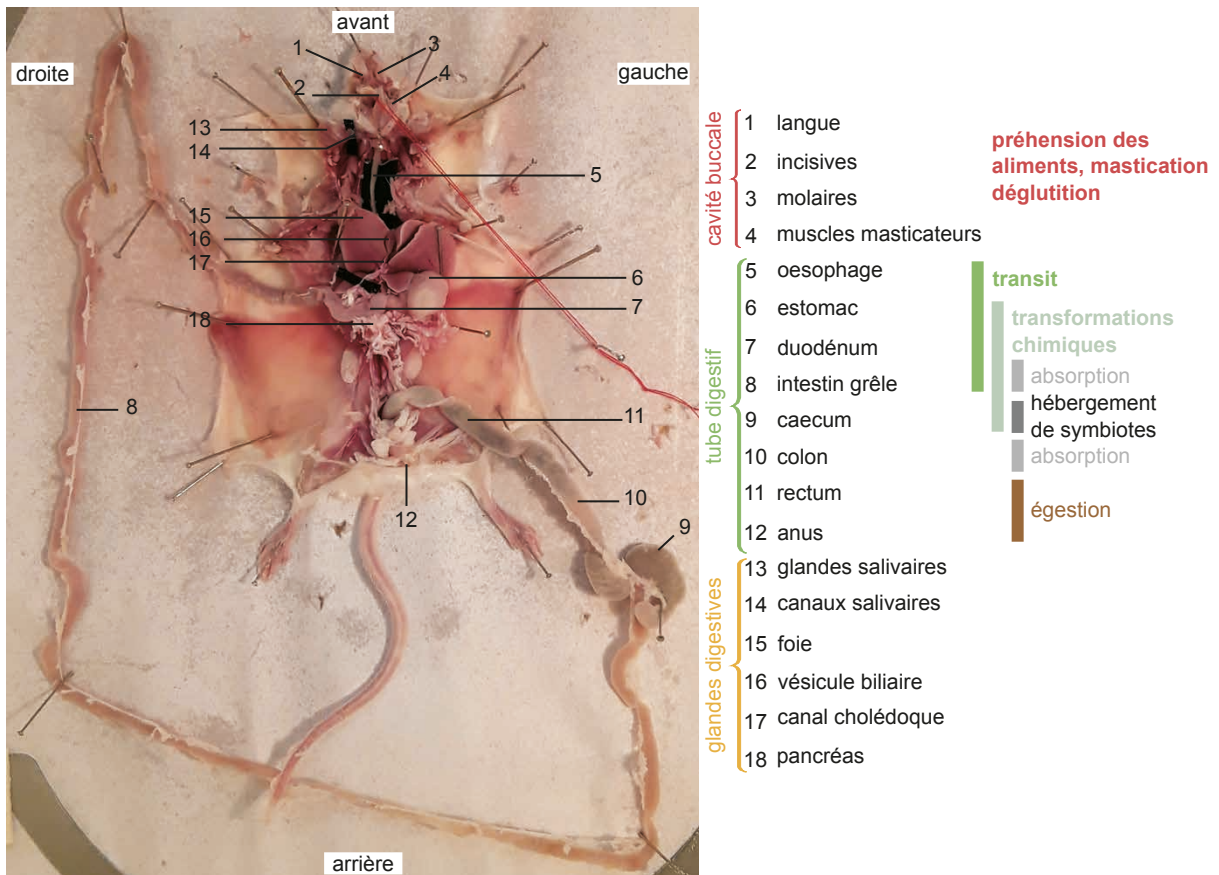 avant
droite
gauche
arrière
1
2
3
4
5
6
7
8
9
10
11
12
13
14
15
16
17
18
cavité buccale
1 langue
2 incisives
3 molaires
4 muscles masticateurs
préhension des
aliments, mastication
déglutition
tube digestif
5 oesophage
6 estomac
7 duodénum
8 intestin grêle
9 caecum
10 colon
11 rectum
12 anus
transit
transformations
chimiques
absorption
hébergement
de symbiotes
absorption
égestion
glandes digestives
13 glandes salivaires
14 canaux salivaires
15 foie
16 vésicule biliaire
17 canal cholédoque
18 pancréas